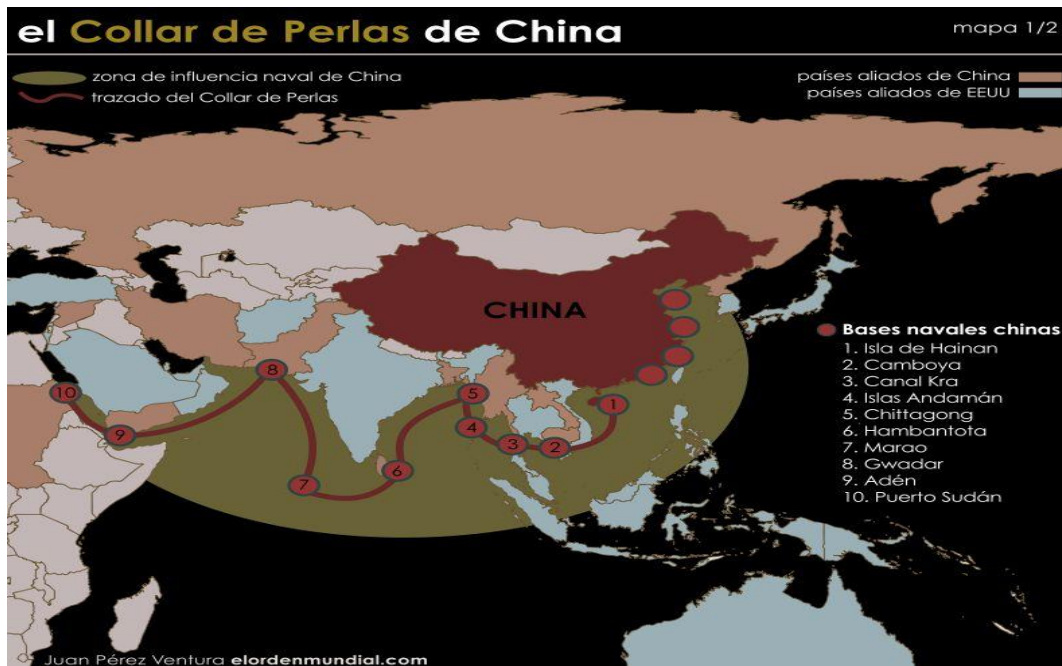 el Collar de Perlas de China
mapa 1/2
zona de influencia naval de China
trazado del Collar de Perlas
países aliados de China
países aliados de EEUU
CHINA
Bases navales chinas
1. Isla de Hainan
2. Camboya
3. Canal Kra
4. Islas Andamán
5. Chittagong
6. Hambantota
7. Marao
8. Gwadar
9. Adén
10. Puerto Sudán
10
9
8
7
6
5
4
3
2
1
Juan Pérez Ventura elordenmundial.com